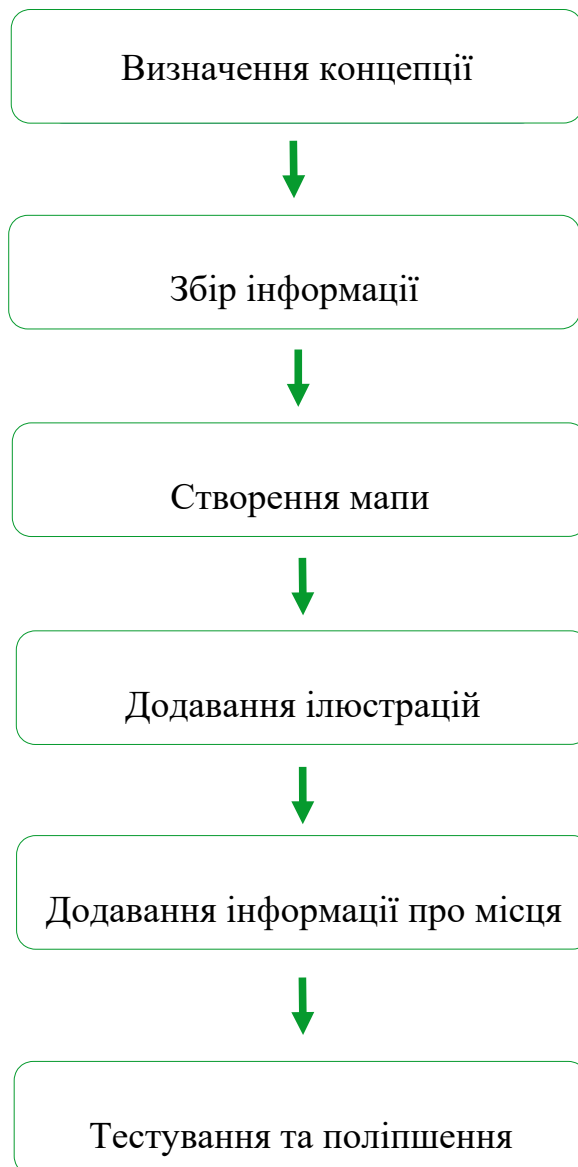 Визначення концепції
Збір інформації
Створення мапи
Додавання ілюстрацій
Додавання інформації про місця
Тестування та поліпшення